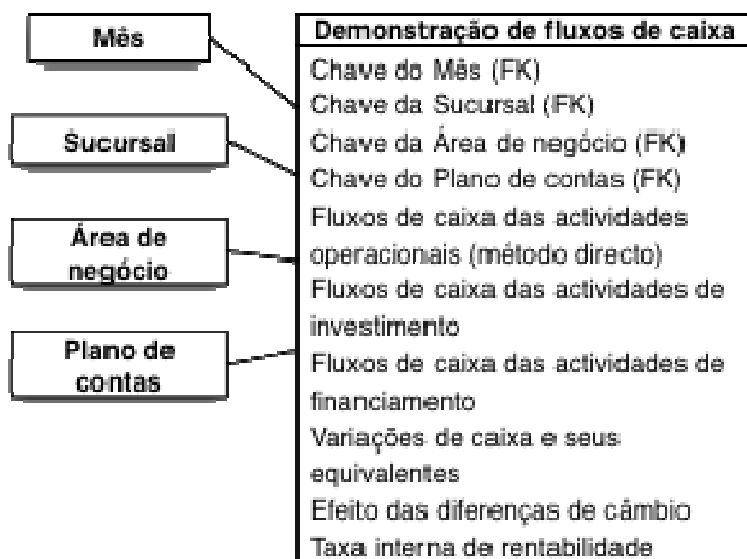 Mês
Sucursal
Área de
negócio
Plano de
contas
Demonstração de fluxos de caixa
Chave do Mês (FK)
Chave da Sucursal (FK)
Chave da Área de negócio (FK)
Chave do Plano de contas (FK)
Fluxos de caixa das actividades
operacionais (método directo)
Fluxos de caixa das actividades de
investimento
Fluxos de caixa das actividades de
financiamento
Variações de caixa e seus
equivalentes
Efeito das diferenças de câmbio
Taxa interna de rentabilidade